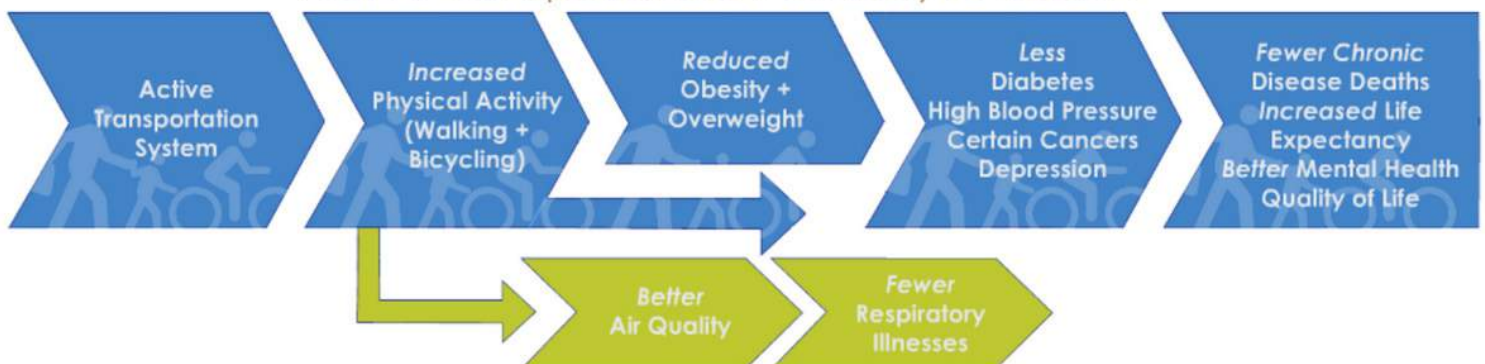 Active
Transportation
System
Increased
Physical Activity
(Walking +
Bicycling)
Reduced
Obesity +
Overweight
Less
Diabetes
High Blood Pressure
Certain Cancers
Depression
Fewer Chronic
Disease Deaths
Increased Life
Expectancy
Better Mental Health
Quality of Life
Better
Air Quality
Fewer
Respiratory
Illnesses